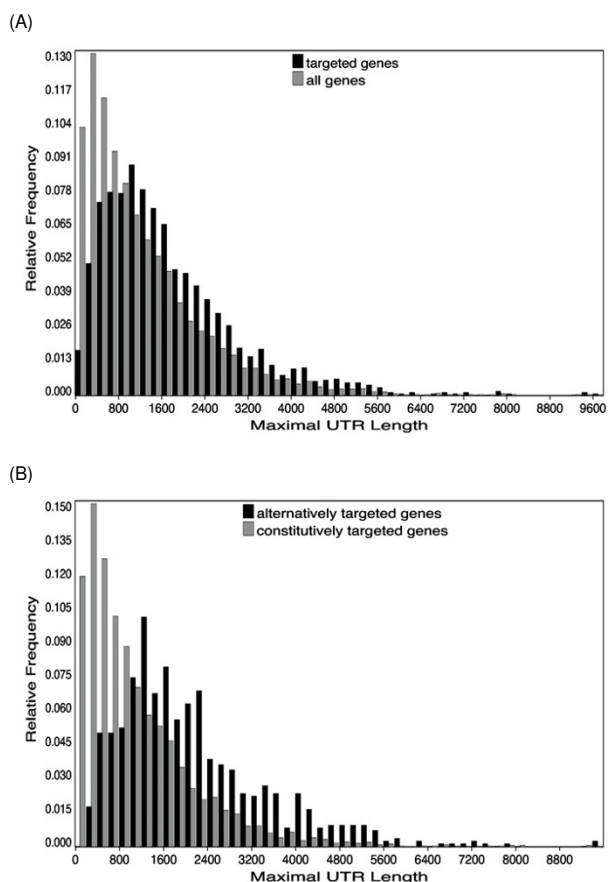 (A)
targeted genes
all genes
0.130
0.117
0.104
0.091
0.078
0.065
0.052
0.039
0.026
0.013
0.000
Relative Frequency
0 800 1600 2400 3200 4000 4800 5600 6400 7200 8000 8800 9600
Maximal UTR Length
(B)
alternatively targeted genes
constitutively targeted genes
0.150
0.135
0.120
0.105
0.090
0.075
0.060
0.045
0.030
0.015
0.000
Relative Frequency
0 800 1600 2400 3200 4000 4800 5600 6400 7200 8000 8800
Maximal UTR Length